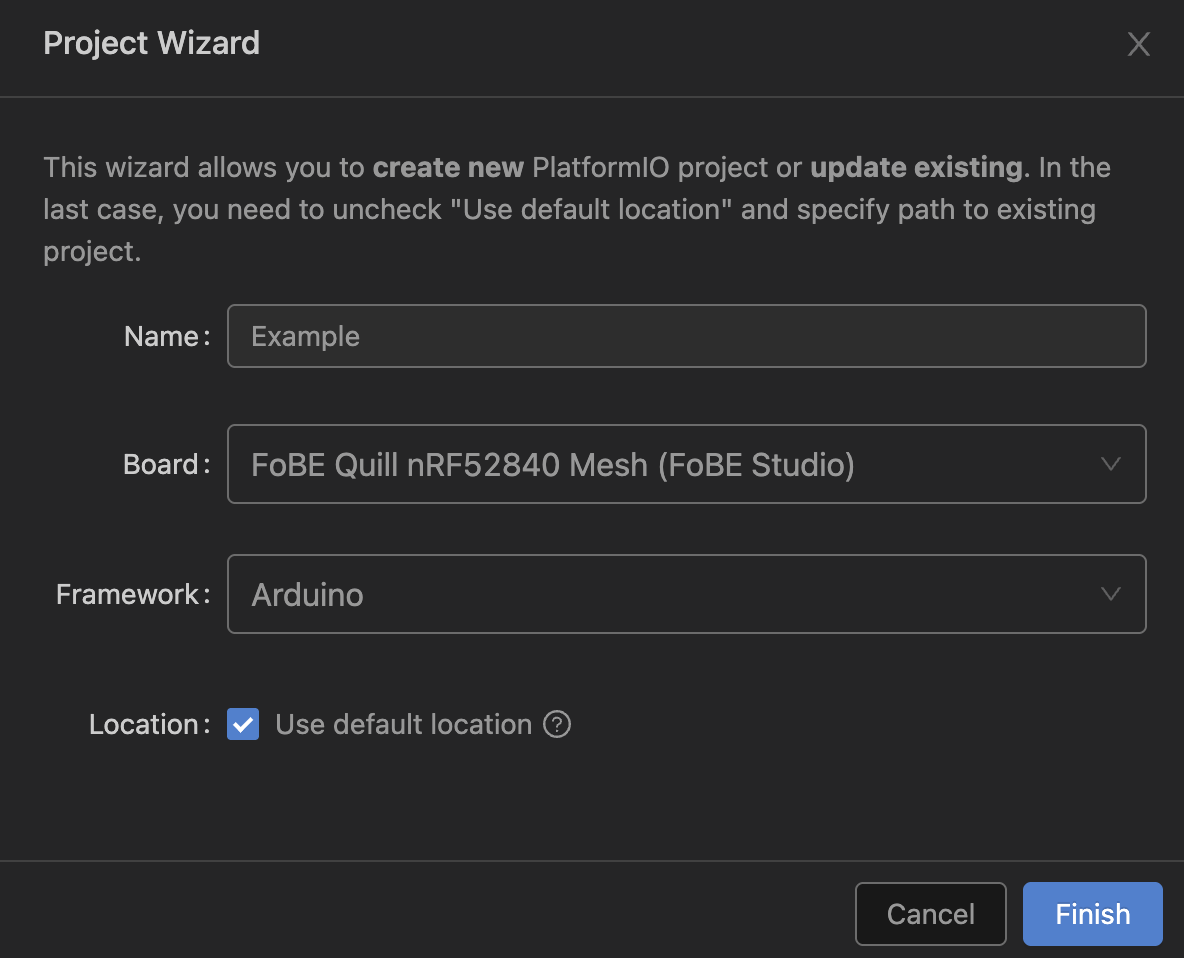 Project Wizard
This wizard allows you to create new PlatformIO project or update existing. In the
last case, you need to uncheck "Use default location" and specify path to existing
project.
Name: Example
Board: FoBE Quill nRF52840 Mesh (FoBE Studio)
Framework: Arduino
Location: Use default location ?
Cancel Finish